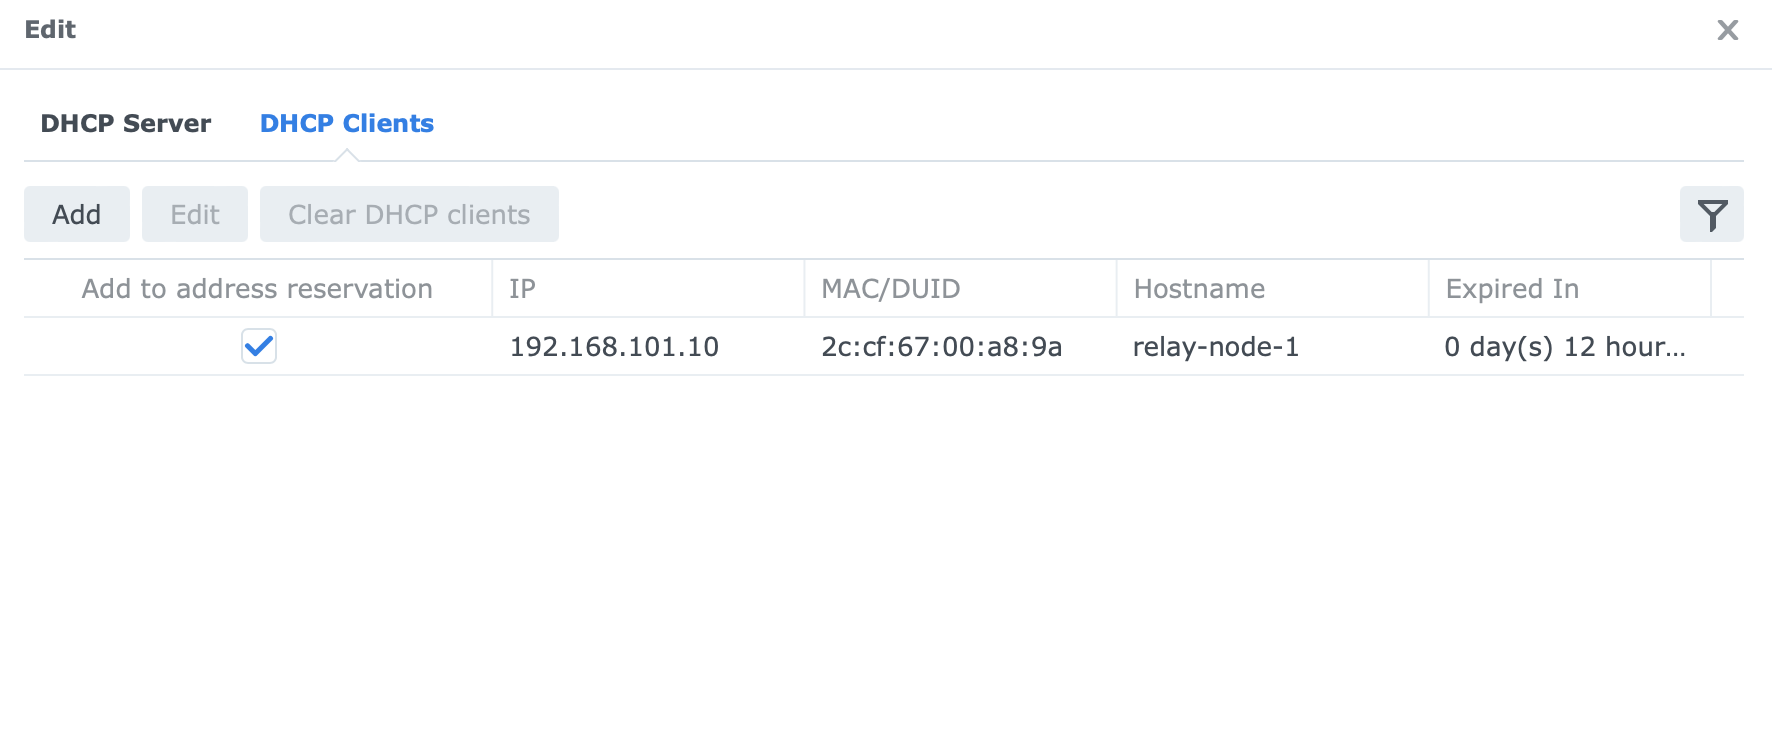 Edit
DHCP Server DHCP Clients
Add Edit Clear DHCP clients
Add to address reservation IP MAC/DUID Hostname Expired In
192.168.101.10 2c:cf:67:00:a8:9a relay-node-1 0 day(s) 12 hour...